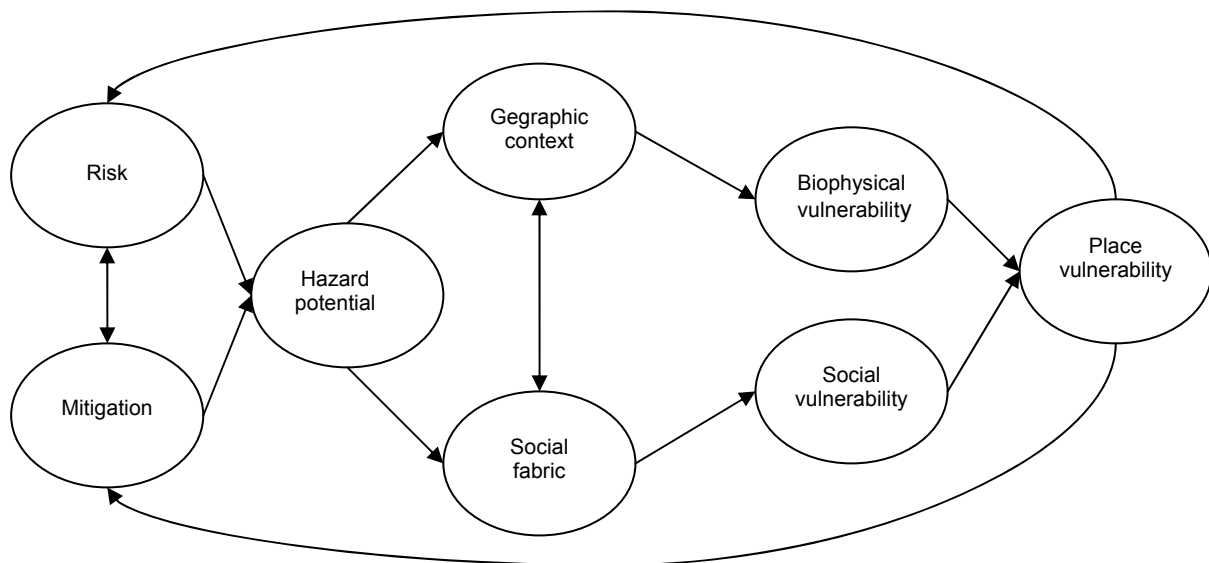 Risk
Mitigation
Hazard
potential
Gegraphic
context
Social
fabric
Biophysical
vulnerability
Social
vulnerability
Place
vulnerability